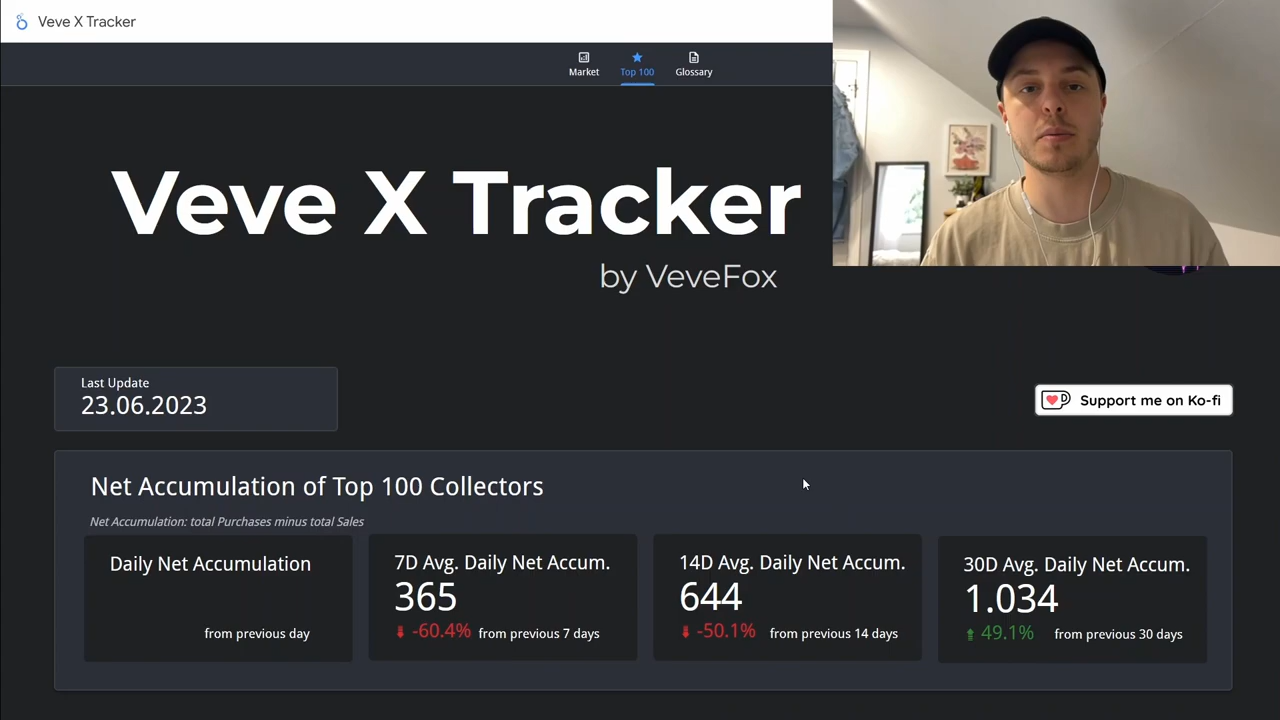 Veve X Tracker
Market
Top 100
Glossary
Veve X Tracker
by VeveFox
Last Update
23.06.2023
Support me on Ko-fi
Net Accumulation of Top 100 Collectors
Net Accumulation: total Purchases minus total Sales
Daily Net Accumulation
from previous day
7D Avg. Daily Net Accum.
365
-60.4% from previous 7 days
14D Avg. Daily Net Accum.
644
-50.1% from previous 14 days
30D Avg. Daily Net Accum.
1.034
49.1% from previous 30 days